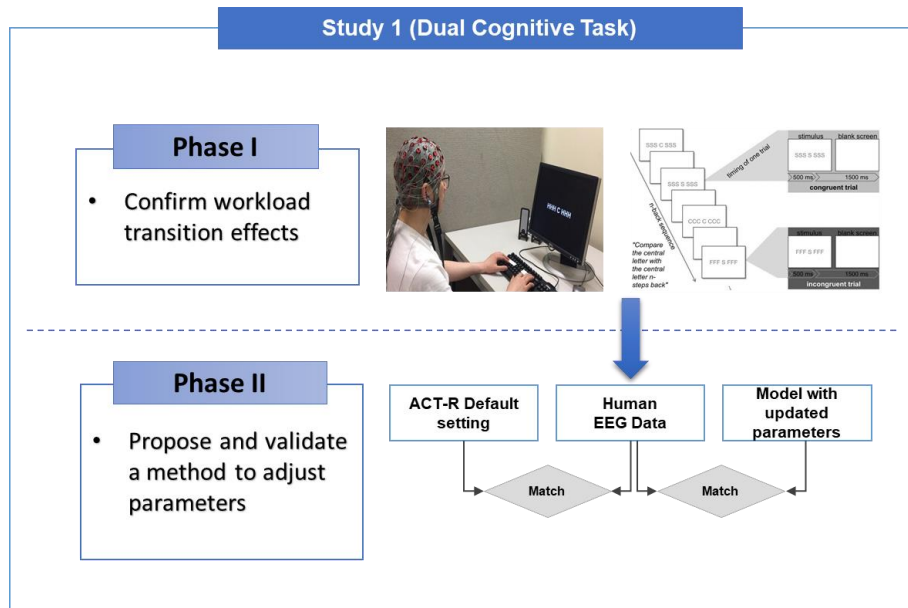 Study 1 (Dual Cognitive Task)
Phase I
• Confirm workload
transition effects
HHH C HHH
SSS C SSS
SSS S SSS
CCC C CCC
FFF S FFF
n-back sequence
"Compare
the central
letter with
the central
letter n-
steps back"
timing of one trial
stimulus blank screen
SSS S SSS
500 ms 1500 ms
congruent trial
stimulus blank screen
FFF S FFF
500 ms 1500 ms
incongruent trial
Phase II
• Propose and validate
a method to adjust
parameters
ACT-R Default
setting
Human
EEG Data
Model with
updated
parameters
Match
Match